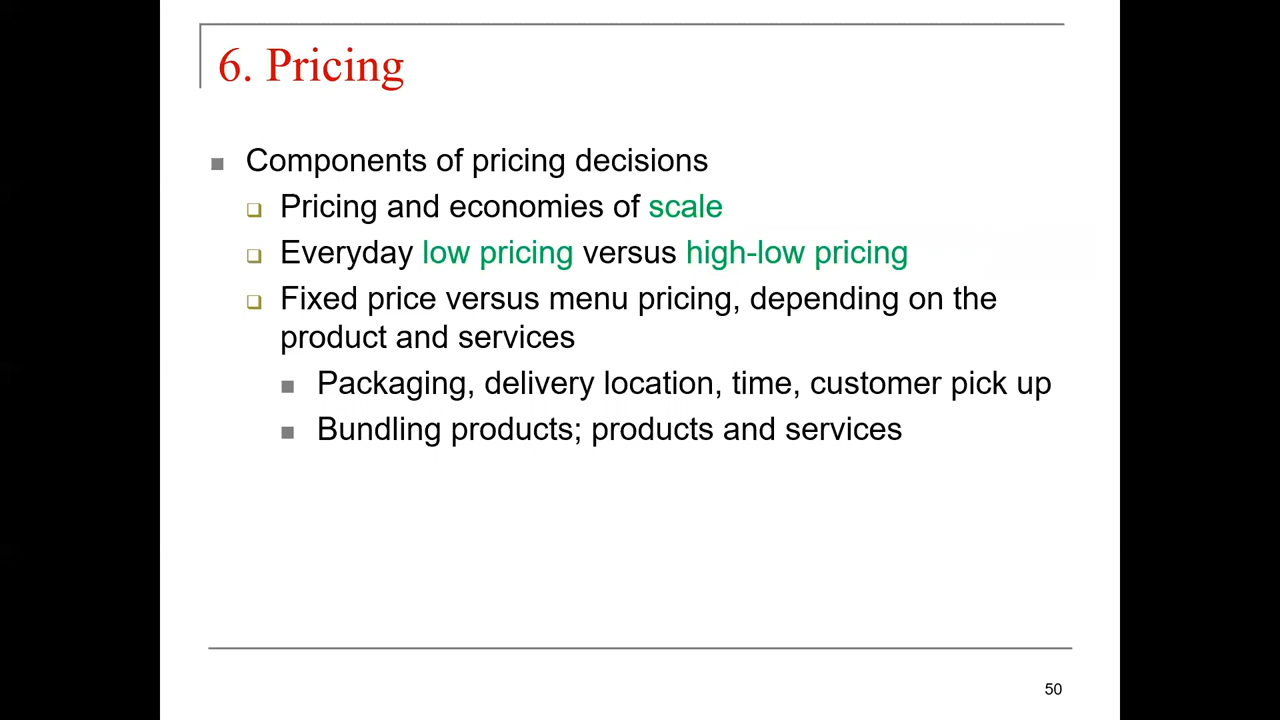 6. Pricing
Components of pricing decisions
Pricing and economies of scale
Everyday low pricing versus high-low pricing
Fixed price versus menu pricing, depending on the
product and services
Packaging, delivery location, time, customer pick up
Bundling products; products and services
50